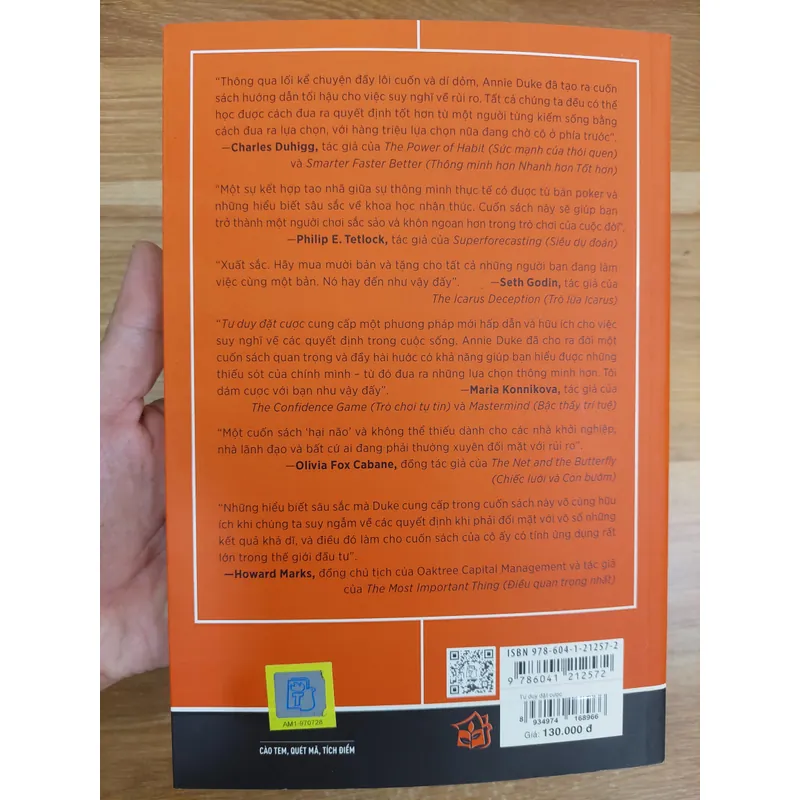 "Thông qua lối kể chuyện đầy lôi cuốn và dí dỏm, Annie Duke đã tạo ra cuốn
sách hướng dẫn tối hậu cho việc suy nghĩ về rủi ro. Tất cả chúng ta đều có thể
học được cách đưa ra quyết định tốt hơn từ một người từng kiếm sống bằng
cách đưa ra lựa chọn, với hàng triệu lựa chọn nữa đang chờ cô ở phía trước".
—Charles Duhigg, tác giả của The Power of Habit (Sức mạnh của thói quen)
và Smarter Faster Better (Thông minh hơn Nhanh hơn Tốt hơn)
"Một sự kết hợp tao nhã giữa sự thông minh thực tế có được từ bàn poker và
những hiểu biết sâu sắc về khoa học nhận thức. Cuốn sách này sẽ giúp bạn
trở thành một người chơi sắc sảo và khôn ngoan hơn trong trò chơi của cuộc đời".
—Philip E. Tetlock, tác giả của Superforecasting (Siêu dự đoán)
"Xuất sắc. Hãy mua mười bản và tặng cho tất cả những người bạn đang làm
việc cùng một bản. Nó hay đến như vậy đấy". —Seth Godin, tác giả của
The Icarus Deception (Trò lừa Icarus)
"Tư duy đặt cược cung cấp một phương pháp mới hấp dẫn và hữu ích cho việc
suy nghĩ về các quyết định trong cuộc sống. Annie Duke đã cho ra đời một
cuốn sách quan trọng và đầy hài hước có khả năng giúp bạn hiểu được những
thiếu sót của chính mình – từ đó đưa ra những lựa chọn thông minh hơn. Tôi
dám cược với bạn như vậy đấy". —Maria Konnikova, tác giả của
The Confidence Game (Trò chơi tự tin) và Mastermind (Bậc thầy trí tuệ)
"Một cuốn sách 'hại não' và không thể thiếu dành cho các nhà khởi nghiệp,
nhà lãnh đạo và bất cứ ai đang phải thường xuyên đối mặt với rủi ro".
—Olivia Fox Cabane, đồng tác giả của The Net and the Butterfly
(Chiếc lưới và Con bướm)
"Những hiểu biết sâu sắc mà Duke cung cấp trong cuốn sách này vô cùng hữu
ích khi chúng ta suy ngẫm về các quyết định khi phải đối mặt với vô số những
kết quả khả dĩ, và điều đó làm cho cuốn sách của cô ấy có tính ứng dụng rất
lớn trong thế giới đầu tư".
—Howard Marks, đồng chủ tịch của Oaktree Capital Management và tác giả
của The Most Important Thing (Điều quan trọng nhất)
ISBN 978-604-1-21257-2
9 786041 212572
Tư duy đặt cược
8 934974 168966
Giá: 130.000 đ
AM1-970728
CÀO TEM, QUÉT MÃ, TÍCH ĐIỂM